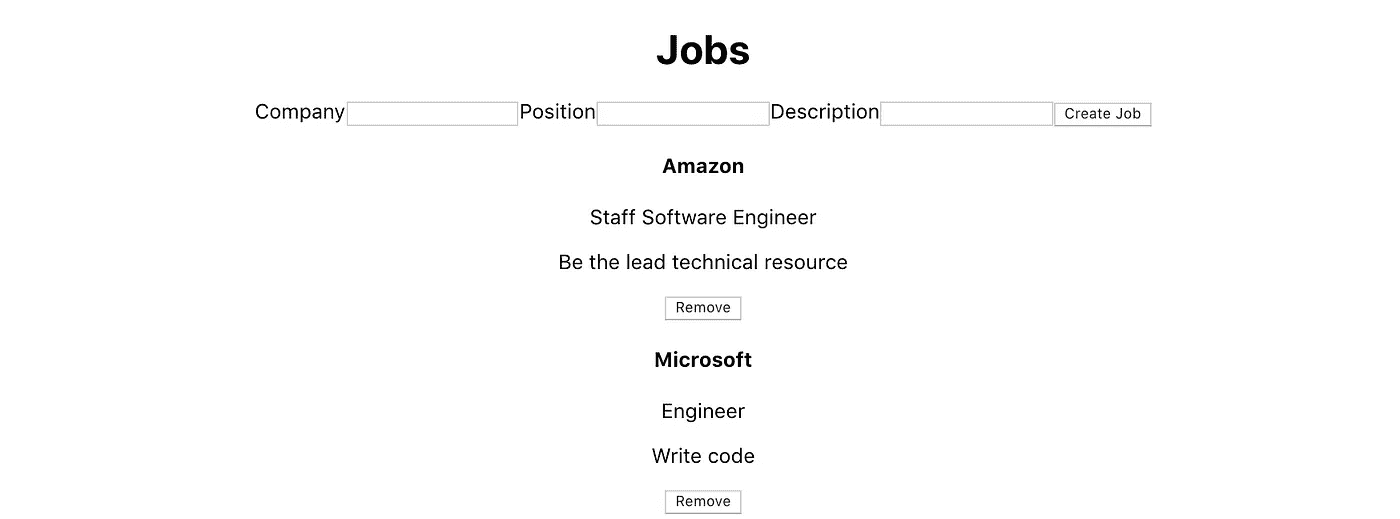 Jobs
Company Position Description Create Job
Amazon
Staff Software Engineer
Be the lead technical resource
Remove
Microsoft
Engineer
Write code
Remove